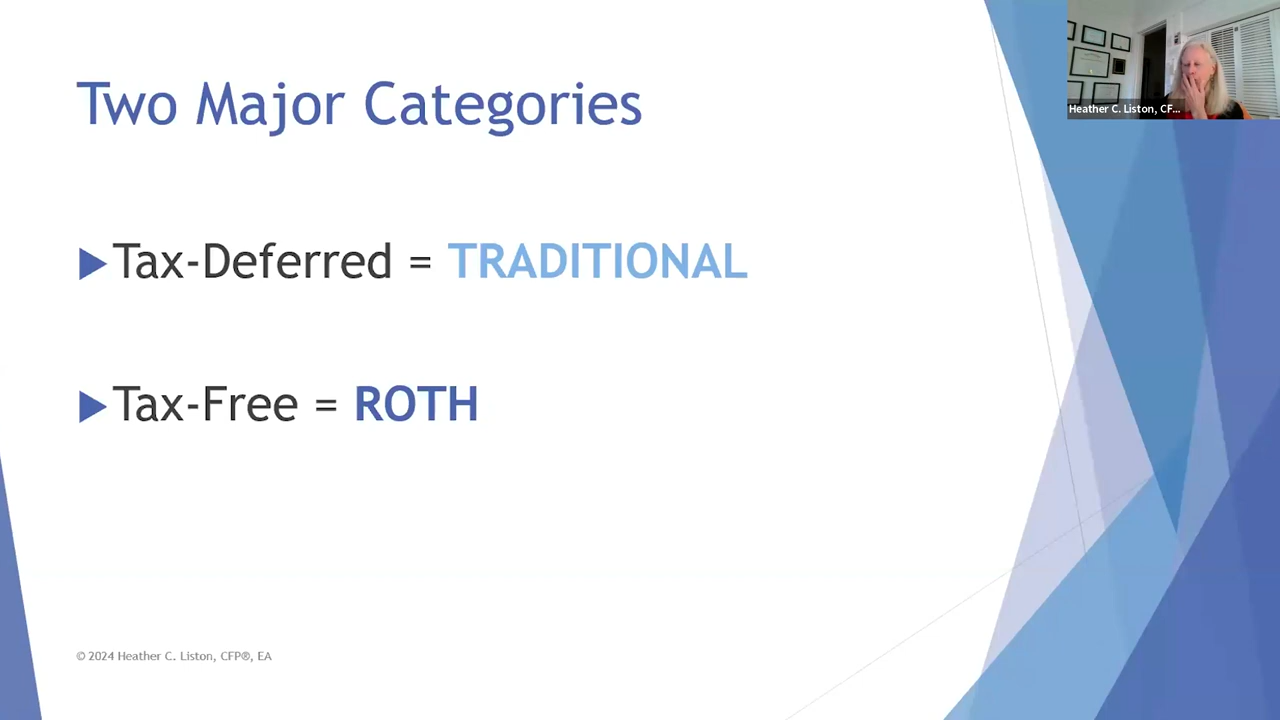 Two Major Categories
Heather C. Liston, CF...
Tax-Deferred = TRADITIONAL
Tax-Free = ROTH
© 2024 Heather C. Liston, CFP®, EA